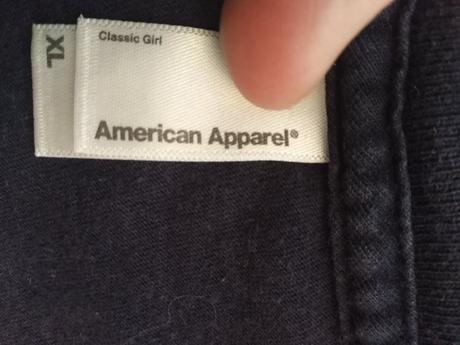 XL
Classic Girl
American Apparel®